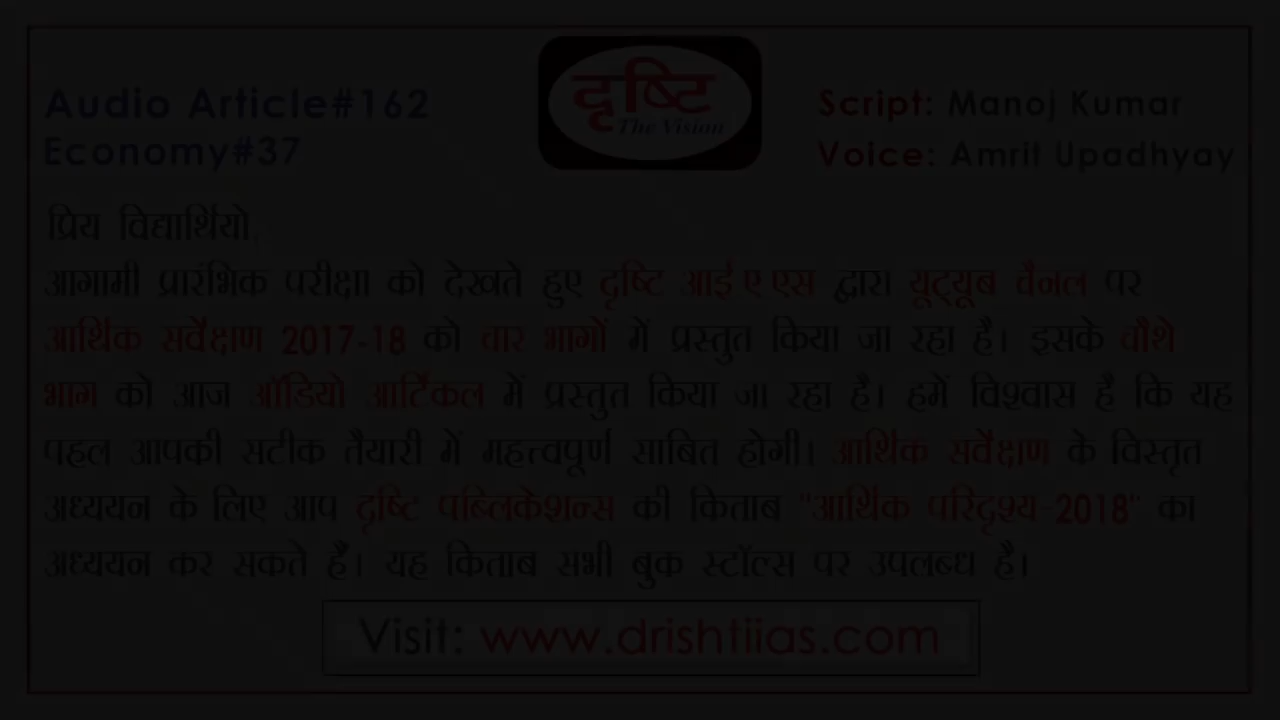 Audio Article#162
Economy#37
दृष्टि
The Vision
Script: Manoj Kumar
Voice: Amrit Upadhyay
प्रिय विद्यार्थियो,
आगामी प्रारंभिक परीक्षा को देखते हुए दृष्टि आई.ए.एस द्वारा यूट्यूब चैनल पर
आर्थिक सर्वेक्षण 2017-18 को चार भागों में प्रस्तुत किया जा रहा है। इसके चौथे
भाग को आज ऑडियो आर्टिकल में प्रस्तुत किया जा रहा है। हमें विश्वास है कि यह
पहल आपकी सटीक तैयारी में महत्त्वपूर्ण साबित होगी। आर्थिक सर्वेक्षण के विस्तृत
अध्ययन के लिए आप दृष्टि पब्लिकेशन्स की किताब "आर्थिक परिदृश्य-2018" का
अध्ययन कर सकते हैं। यह किताब सभी बुक स्टॉल्स पर उपलब्ध है।
Visit: www.drishtiias.com